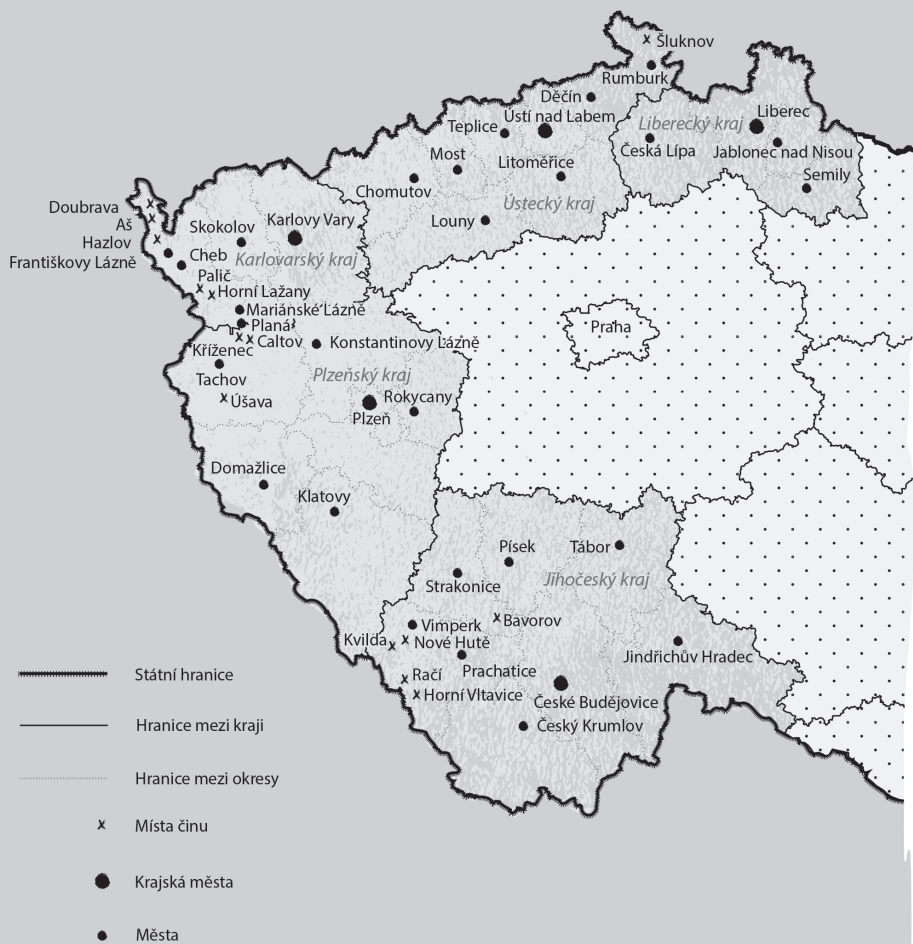 Šluknov
Rumburk
Děčín
Ústí nad Labem
Teplice
Liberecký kraj
Liberec
Česká Lípa
Jablonec nad Nisou
Most
Litoměřice
Semily
Chomutov
Ústecký kraj
Louny
Doubrava
Aš
Hazlov
Františkovy Lázně
Skokolov
Karlovy Vary
Cheb
Karlovarský kraj
Palič
Horní Lažany
Mariánské Lázně
Planá
Caltov
Kříženec
Konstantinovy Lázně
Praha
Tachov
Plzeňský kraj
Úšava
Rokycany
Plzeň
Domažlice
Klatovy
Písek
Tábor
Strakonice
Jihočeský kraj
Bavorov
Vimperk
Kvilda
Nové Hutě
Jindřichův Hradec
Prachatice
Račí
Horní Vltavice
České Budějovice
Český Krumlov
Státní hranice
Hranice mezi kraji
Hranice mezi okresy
Místa činu
Krajská města
Města